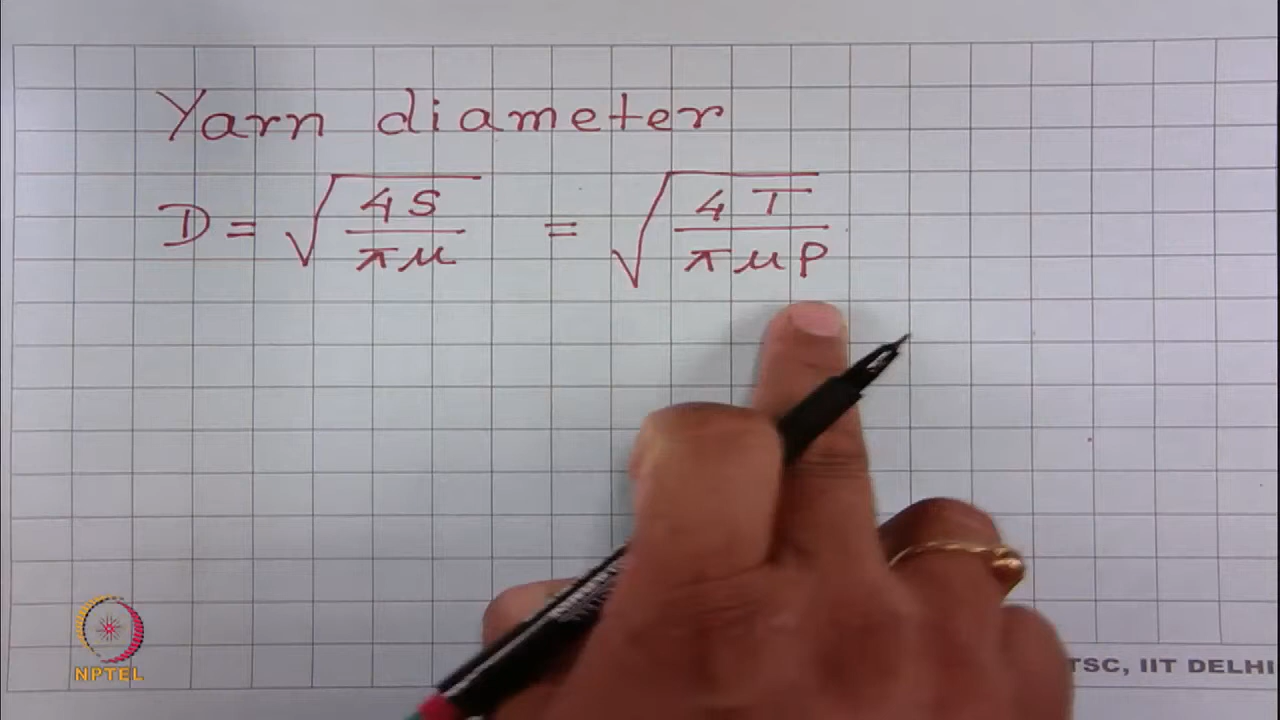 Yarn diameter
D = √(4S / πμ) = √(4T / πμρ)
NPTEL
TSC, IIT DELHI